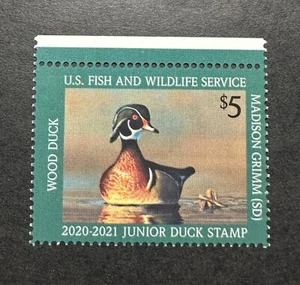 U.S. FISH AND WILDLIFE SERVICE
$5
WOOD DUCK
MADISON GRIMM (SD)
2020-2021 JUNIOR DUCK STAMP